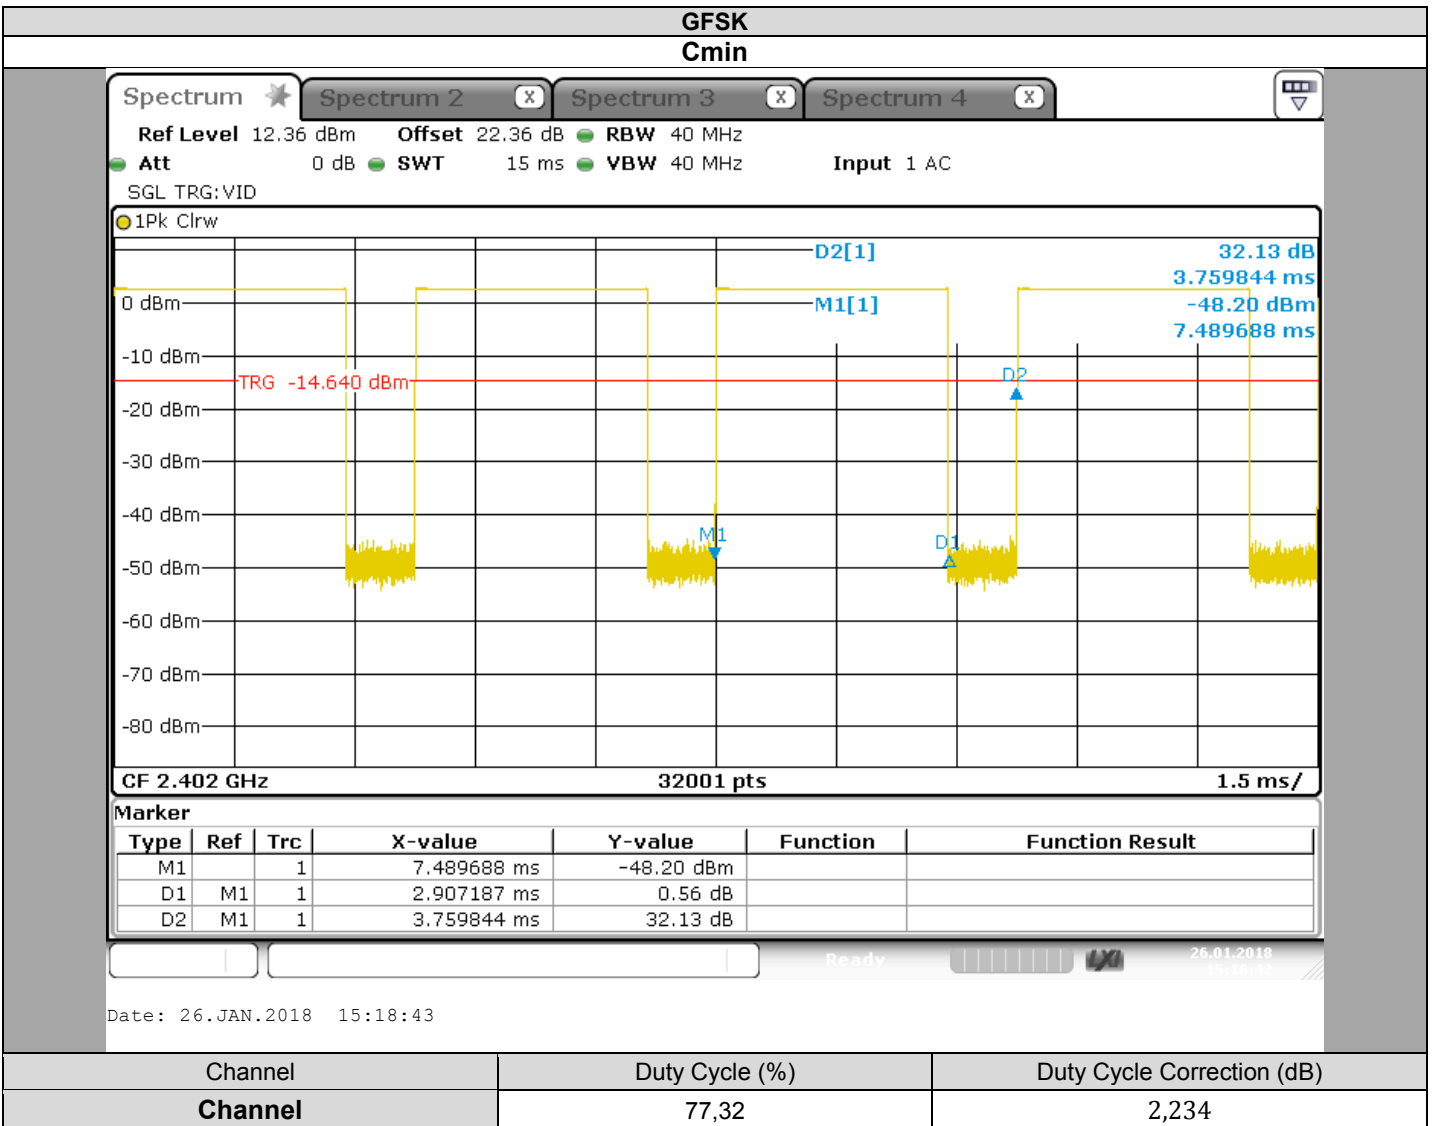 GFSK
Cmin
Spectrum Spectrum 2 X Spectrum 3 X Spectrum 4 X
Ref Level 12.36 dBm Offset 22.36 dB RBW 40 MHz
Att 0 dB SWT 15 ms VBW 40 MHz Input 1 AC
SGL TRG:VID
1Pk Clrw
D2[1] 32.13 dB
3.759844 ms
0 dBm M1[1] -48.20 dBm
7.489688 ms
-10 dBm
TRG -14.640 dBm
D2
-20 dBm
-30 dBm
-40 dBm
M1
D1
-50 dBm
-60 dBm
-70 dBm
-80 dBm
CF 2.402 GHz 32001 pts 1.5 ms/
Marker
Type Ref Trc X-value Y-value Function Function Result
M1 1 7.489688 ms -48.20 dBm
D1 M1 1 2.907187 ms 0.56 dB
D2 M1 1 3.759844 ms 32.13 dB
Ready LXI 26.01.2018
Date: 26.JAN.2018 15:18:43
Channel Duty Cycle (%) Duty Cycle Correction (dB)
Channel 77,32 2,234